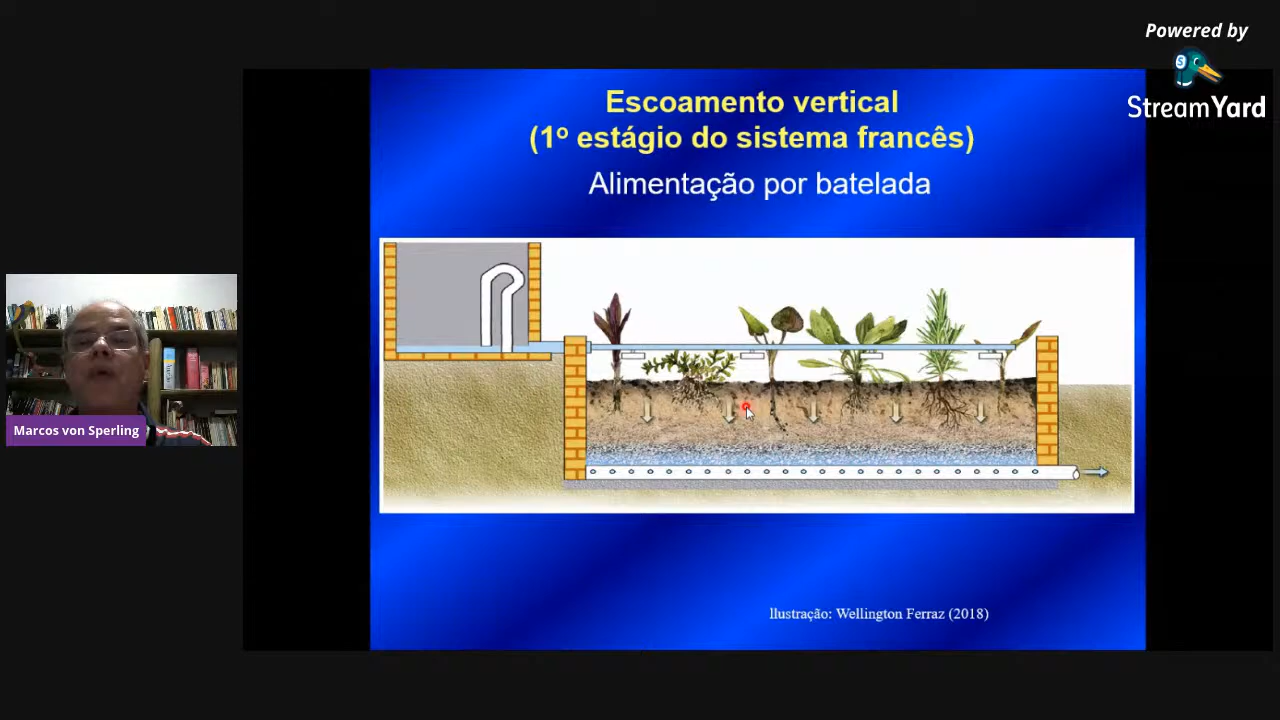 Powered by
StreamYard
Escoamento vertical
(1º estágio do sistema francês)
Alimentação por batelada
Marcos von Sperling
Ilustração: Wellington Ferraz (2018)